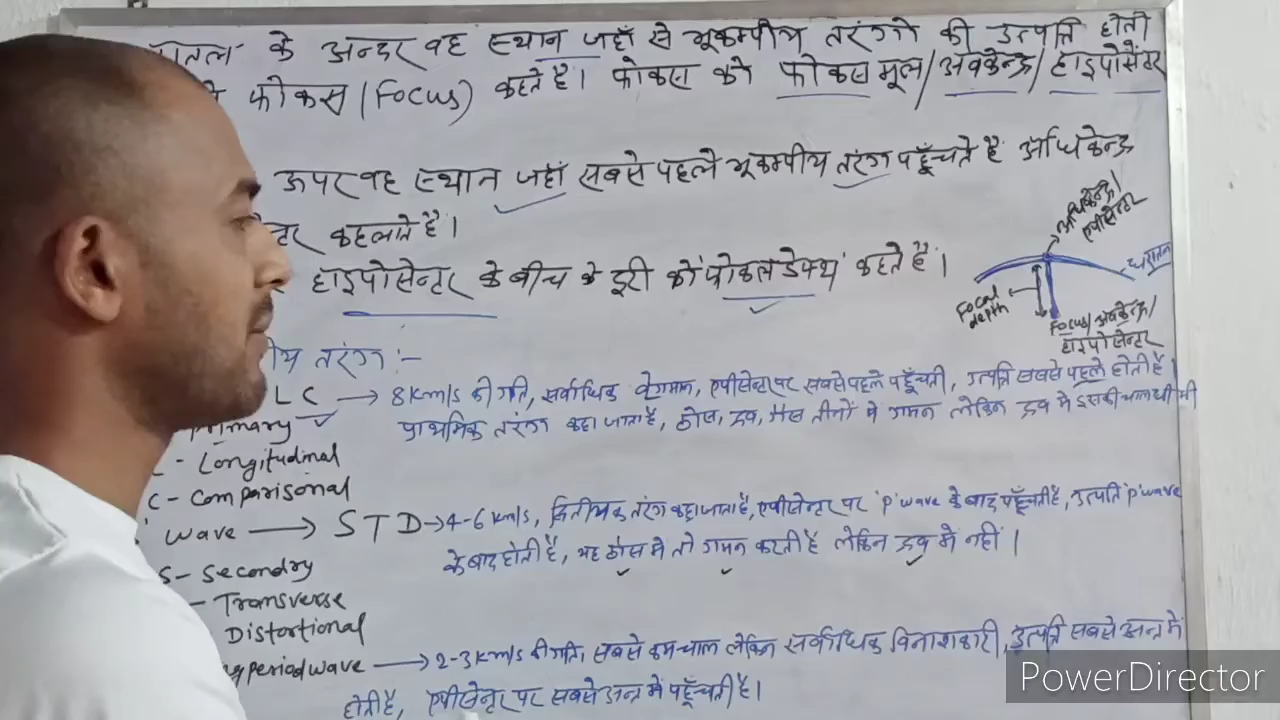 के अन्दर वह स्थान जहाँ से भूकम्पीय तरंगो की उत्पत्ति होती
फोकस (Focus) कहते है। फोकस को फोकस मूल/अवकेन्द्र/हाइपोसेंटर
ऊपर वह स्थान जहां सबसे पहले भूकम्पीय तरंग पहुँचते है अधिकेन्द्र
कहलाते है।
हाइपोसेन्टर के बीच के दूरी को फोकल डेप्थ कहते है।
अधिकेन्द्र/
एपीसेन्टर
धरातल
Focal
depth
Focus/अवकेन्द्र/
हाइपोसेन्टर
तरंग :-
L C → 8km/s की गति, सर्वाधिक वेगमान, एपीसेन्टर पर सबसे पहले पहुँचती, उत्पत्ति सबसे पहले होती है।
Primary प्राथमिक तरंग कहा जाता है, ठोस, द्रव, गैस तीनों मे गमन लेकिन द्रव मे इसकी चाल धीमी
- Longitudinal
C - Comparisonal
wave → S T D → 4-6 km/s, द्वितीयक तरंग कहा जाता है, एपीसेन्टर पर 'P' wave के बाद पहुँचती है, उत्पत्ति 'P' wave
के बाद होती है, यह ठोस मे तो गमन करती है लेकिन द्रव मे नहीं।
S - Secondry
- Transverse
Distortional
period wave → 2-3 km/s की गति, सबसे कम चाल लेकिन सर्वाधिक विनाशकारी, उत्पत्ति सबसे अन्त में
होती है, एपीसेन्टर पर सबसे अन्त में पहुँचती है।
PowerDirector